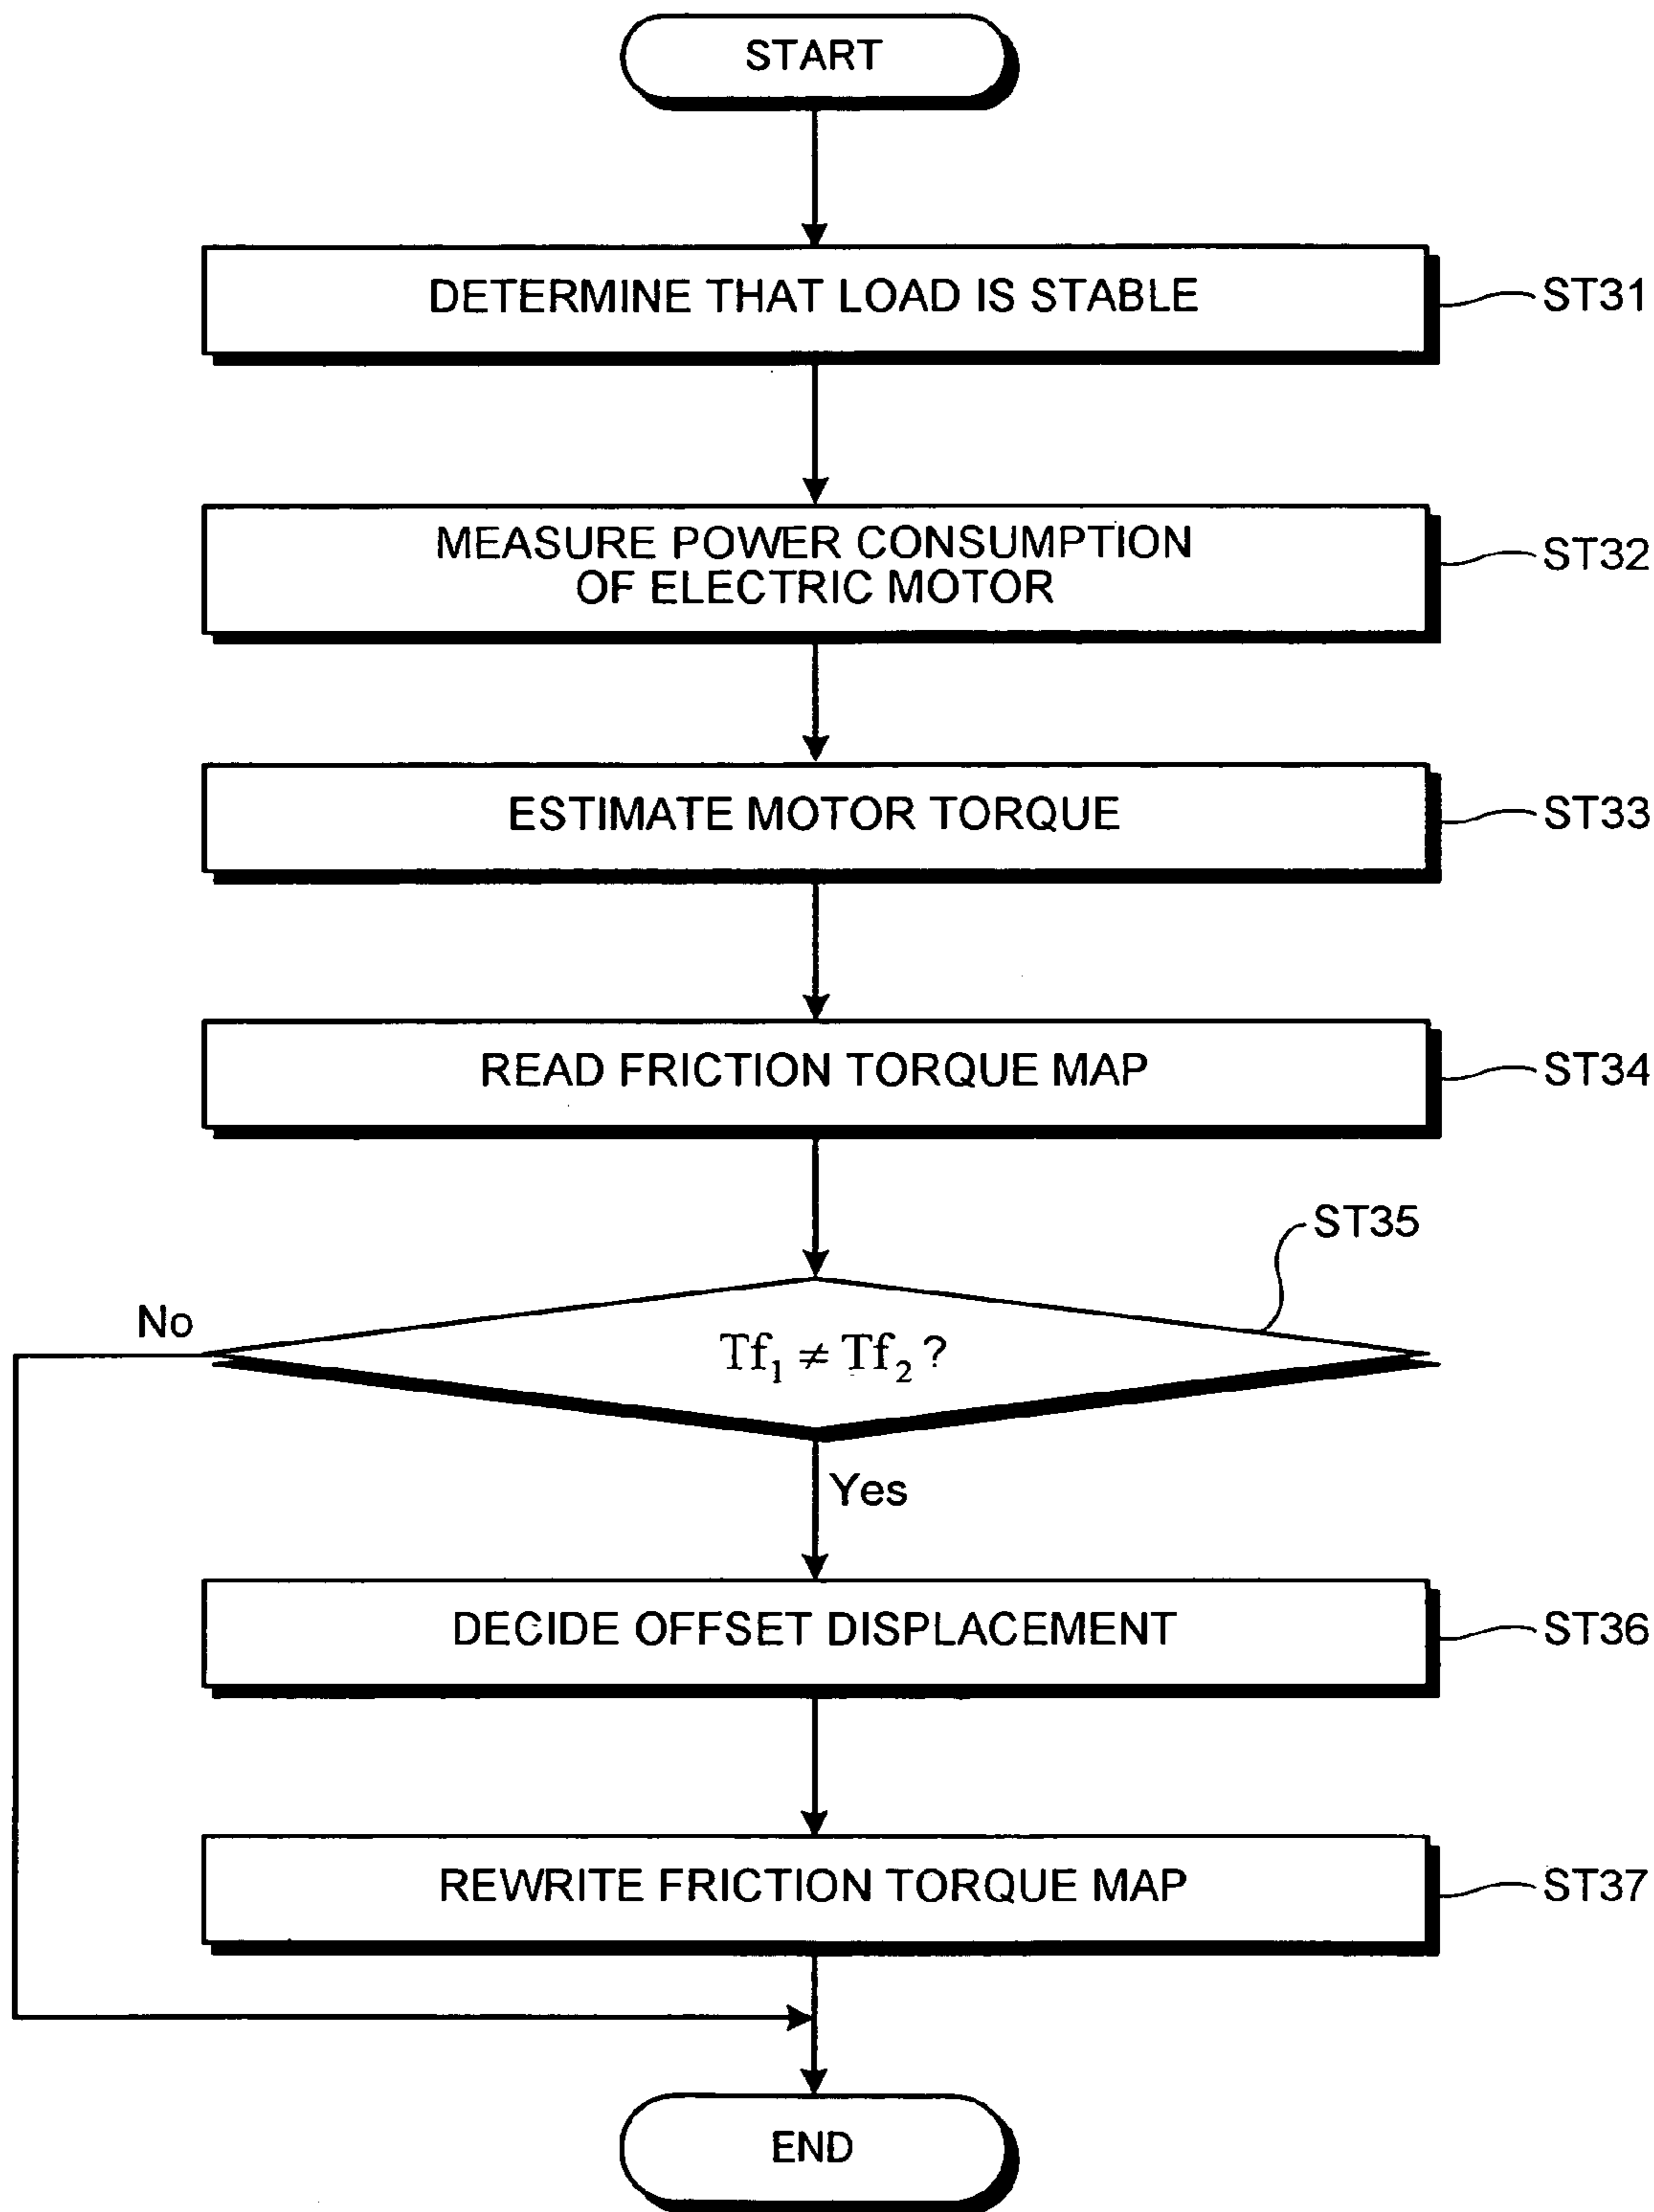 START
DETERMINE THAT LOAD IS STABLE
ST31
MEASURE POWER CONSUMPTION
OF ELECTRIC MOTOR
ST32
ESTIMATE MOTOR TORQUE
ST33
READ FRICTION TORQUE MAP
ST34
ST35
No
Tf₁ ≠ Tf₂ ?
Yes
DECIDE OFFSET DISPLACEMENT
ST36
REWRITE FRICTION TORQUE MAP
ST37
END